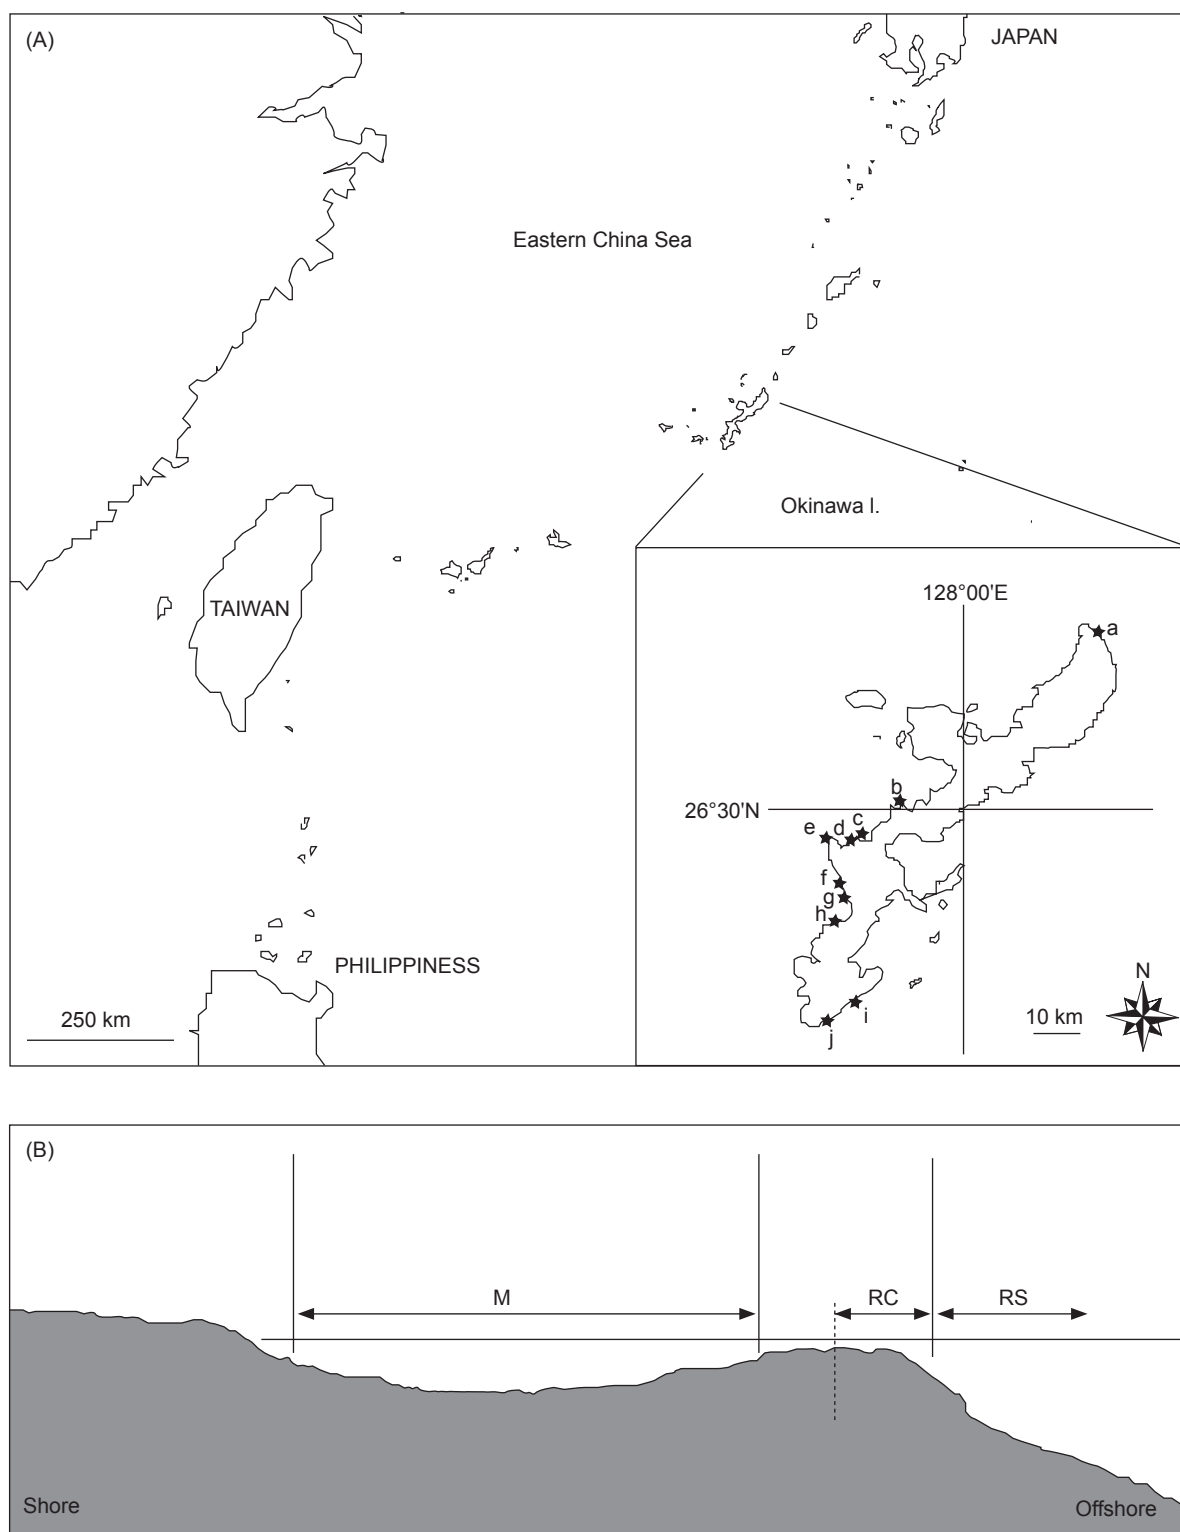 (A)
JAPAN
Eastern China Sea
Okinawa I.
TAIWAN
128°00'E
a
b
26°30'N
c
d
e
f
g
h
PHILIPPINESS
N
250 km
10 km
i
j
(B)
M
RC
RS
Shore
Offshore